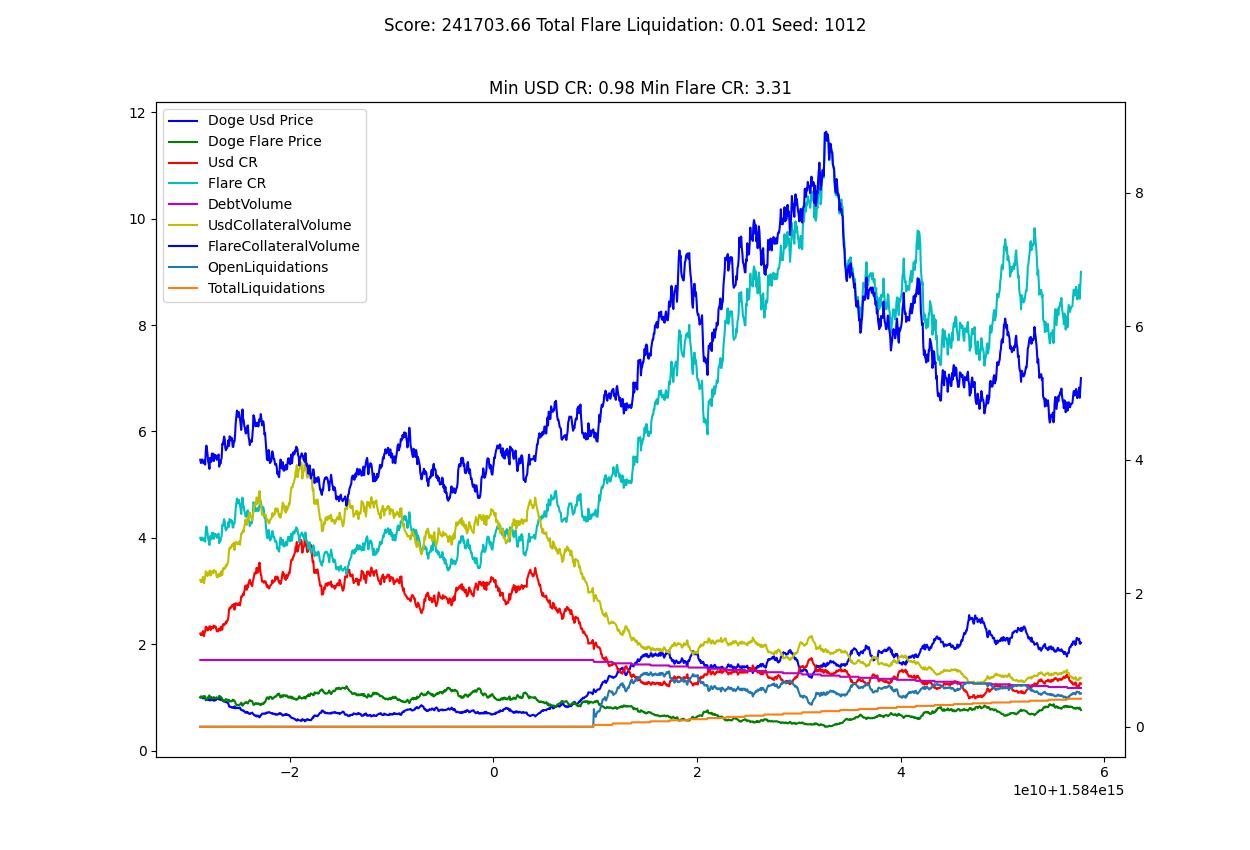 Score: 241703.66 Total Flare Liquidation: 0.01 Seed: 1012
Min USD CR: 0.98 Min Flare CR: 3.31
Doge Usd Price
Doge Flare Price
Usd CR
Flare CR
DebtVolume
UsdCollateralVolume
FlareCollateralVolume
OpenLiquidations
TotalLiquidations
12
10
8
6
4
2
0
8
6
4
2
0
−2
0
2
4
6
1e10+1.584e15